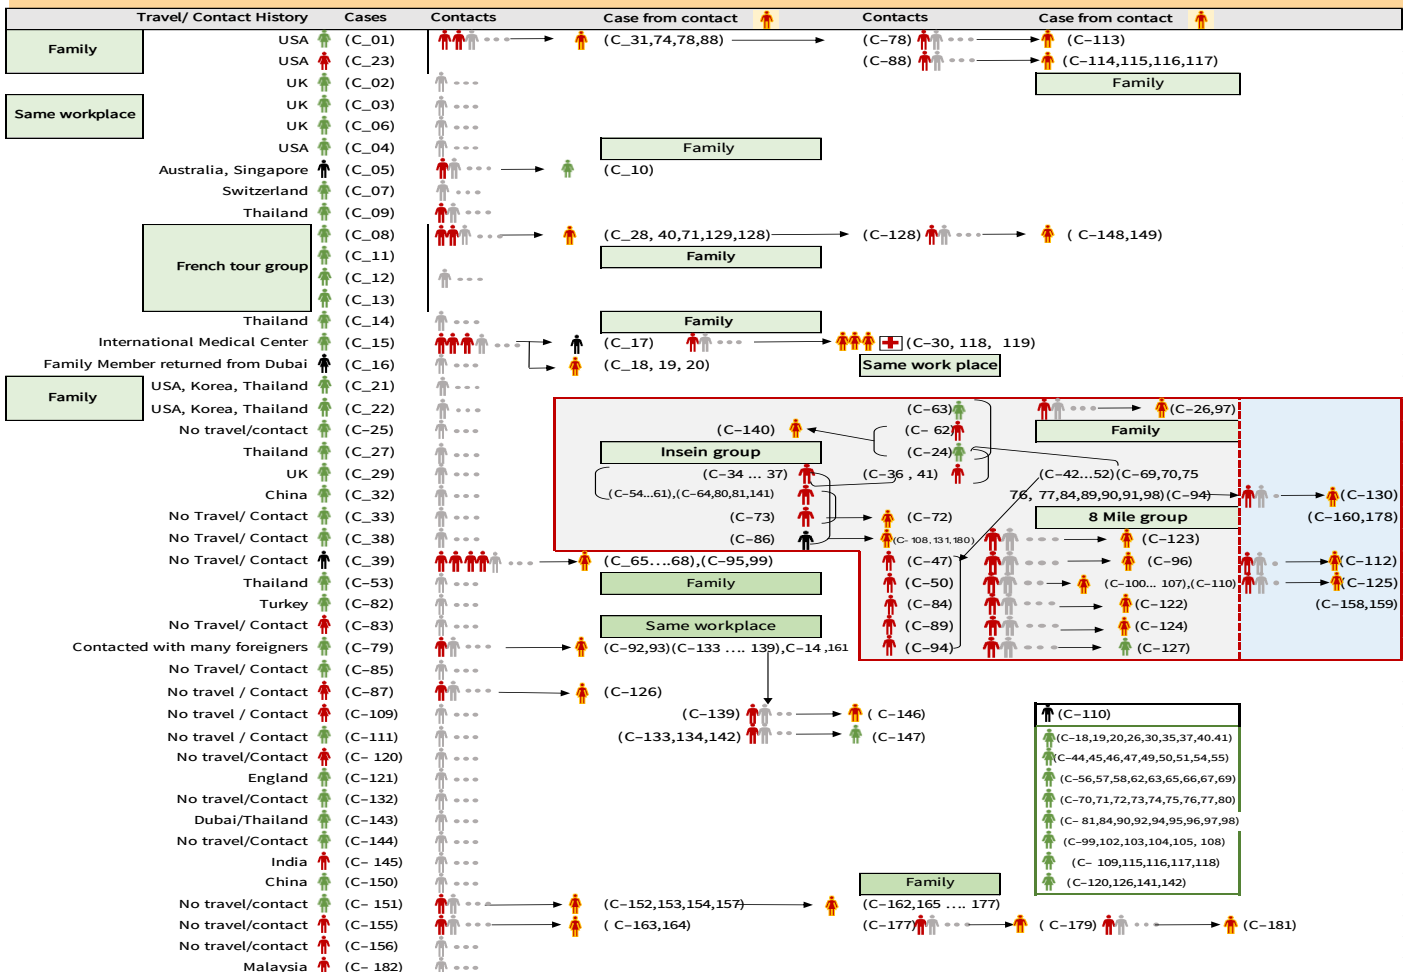 Travel/ Contact History Cases Contacts Case from contact Contacts Case from contact
Family
USA (C_01) (C_31,74,78,88) (C-78) (C-113)
USA (C_23) (C-88) (C-114,115,116,117)
UK (C_02) Family
Same workplace
UK (C_03)
UK (C_06)
USA (C_04) Family
Australia, Singapore (C_05) (C_10)
Switzerland (C_07)
Thailand (C_09)
French tour group
(C_08) (C_28, 40,71,129,128) (C-128) ( C-148,149)
(C_11) Family
(C_12)
(C_13)
Thailand (C_14) Family
International Medical Center (C_15) (C_17) (C-30, 118, 119)
Family Member returned from Dubai (C_16) (C_18, 19, 20) Same work place
Family
USA, Korea, Thailand (C_21)
USA, Korea, Thailand (C_22) (C-63) (C-26,97)
No travel/contact (C-25) (C-140) (C- 62) Family
Thailand (C_27) Insein group (C-24)
UK (C_29) (C-34 ... 37) (C-36 , 41) (C-42...52)(C-69,70,75
China (C_32) (C-54...61),(C-64,80,81,141) 76, 77,84,89,90,91,98)(C-94) (C-130)
No Travel/ Contact (C_33) (C-73) (C-72) 8 Mile group (C-160,178)
No Travel/ Contact (C_38) (C-86) (C- 108,131,180) (C-123)
No Travel/ Contact (C_39) (C_65....68),(C-95,99) (C-47) (C-96) (C-112)
Thailand (C-53) Family (C-50) (C-100... 107),(C-110) (C-125)
Turkey (C-82) (C-84) (C-122) (C-158,159)
No Travel/ Contact (C-83) Same workplace (C-89) (C-124)
Contacted with many foreigners (C-79) (C-92,93)(C-133 .... 139),C-14 ,161 (C-94) (C-127)
No Travel/ Contact (C-85)
No travel / Contact (C-87) (C-126)
No travel / Contact (C-109) (C-139) ( C-146) (C-110)
No travel / Contact (C-111) (C-133,134,142) (C-147) (C-18,19,20,26,30,35,37,40.41)
No travel/Contact (C- 120) (C-44,45,46,47,49,50,51,54,55)
England (C-121) (C-56,57,58,62,63,65,66,67,69)
No travel/Contact (C-132) (C-70,71,72,73,74,75,76,77,80)
Dubai/Thailand (C-143) (C- 81,84,90,92,94,95,96,97,98)
No travel/Contact (C-144) (C-99,102,103,104,105, 108)
India (C- 145) (C- 109,115,116,117,118)
China (C-150) Family (C-120,126,141,142)
No travel/contact (C- 151) (C-152,153,154,157) (C-162,165 .... 177)
No travel/contact (C-155) ( C-163,164) (C-177) ( C-179) (C-181)
No travel/contact (C-156)
Malaysia (C- 182)